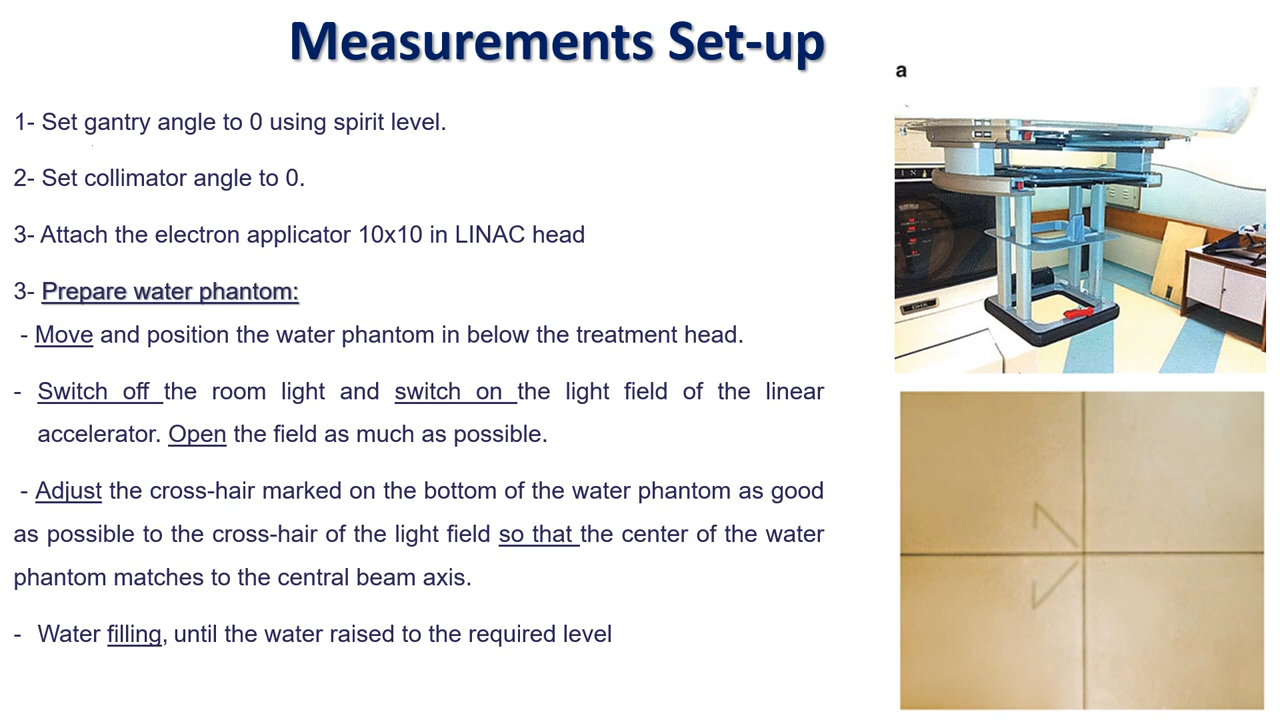 Measurements Set-up
a
1- Set gantry angle to 0 using spirit level.
2- Set collimator angle to 0.
3- Attach the electron applicator 10x10 in LINAC head
3- Prepare water phantom:
- Move and position the water phantom in below the treatment head.
- Switch off the room light and switch on the light field of the linear
accelerator. Open the field as much as possible.
- Adjust the cross-hair marked on the bottom of the water phantom as good
as possible to the cross-hair of the light field so that the center of the water
phantom matches to the central beam axis.
- Water filling, until the water raised to the required level